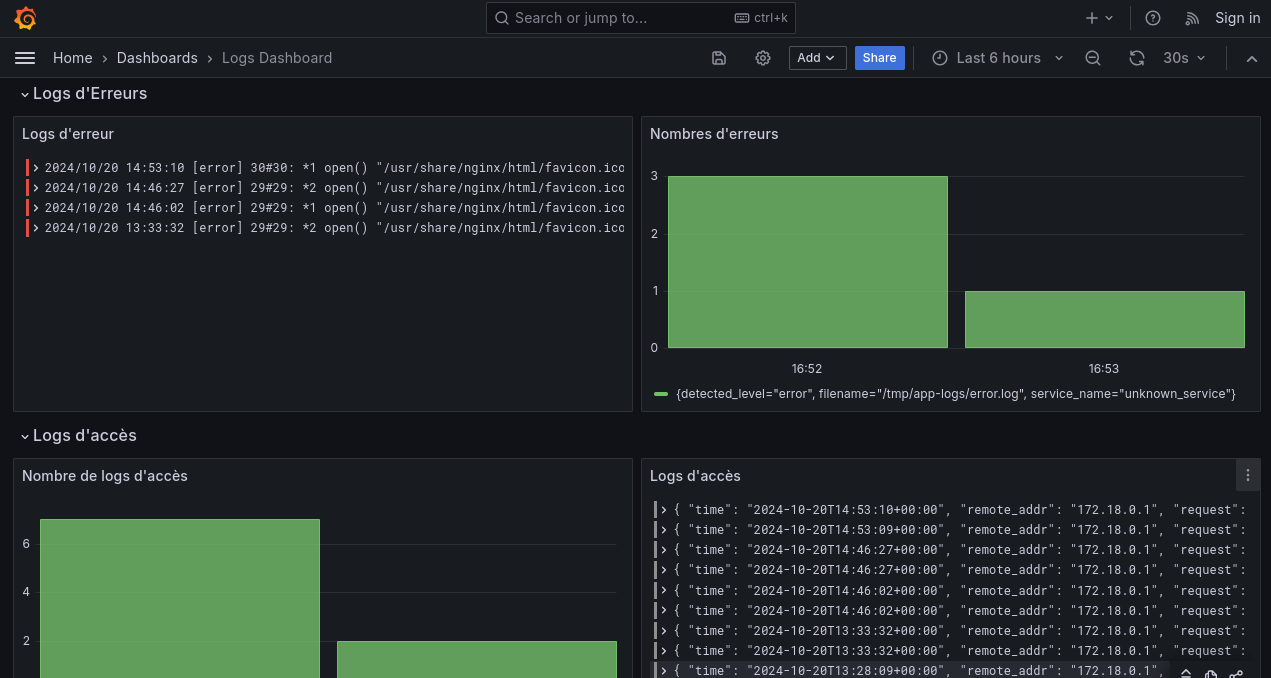 Search or jump to... ctrl+k Sign in
Home Dashboards Logs Dashboard Add Share Last 6 hours 30s
Logs d'Erreurs
Logs d'erreur
2024/10/20 14:53:10 [error] 30#30: *1 open() "/usr/share/nginx/html/favicon.ico
2024/10/20 14:46:27 [error] 29#29: *2 open() "/usr/share/nginx/html/favicon.ico
2024/10/20 14:46:02 [error] 29#29: *1 open() "/usr/share/nginx/html/favicon.ico
2024/10/20 13:33:32 [error] 29#29: *2 open() "/usr/share/nginx/html/favicon.ico
Nombres d'erreurs
3
2
1
0
16:52 16:53
{detected_level="error", filename="/tmp/app-logs/error.log", service_name="unknown_service"}
Logs d'accès
Nombre de logs d'accès
6
4
2
Logs d'accès
{ "time": "2024-10-20T14:53:10+00:00", "remote_addr": "172.18.0.1", "request":
{ "time": "2024-10-20T14:53:09+00:00", "remote_addr": "172.18.0.1", "request":
{ "time": "2024-10-20T14:46:27+00:00", "remote_addr": "172.18.0.1", "request":
{ "time": "2024-10-20T14:46:27+00:00", "remote_addr": "172.18.0.1", "request":
{ "time": "2024-10-20T14:46:02+00:00", "remote_addr": "172.18.0.1", "request":
{ "time": "2024-10-20T14:46:02+00:00", "remote_addr": "172.18.0.1", "request":
{ "time": "2024-10-20T13:33:32+00:00", "remote_addr": "172.18.0.1", "request":
{ "time": "2024-10-20T13:33:32+00:00", "remote_addr": "172.18.0.1", "request":
{ "time": "2024-10-20T13:28:09+00:00", "remote_addr": "172.18.0.1",